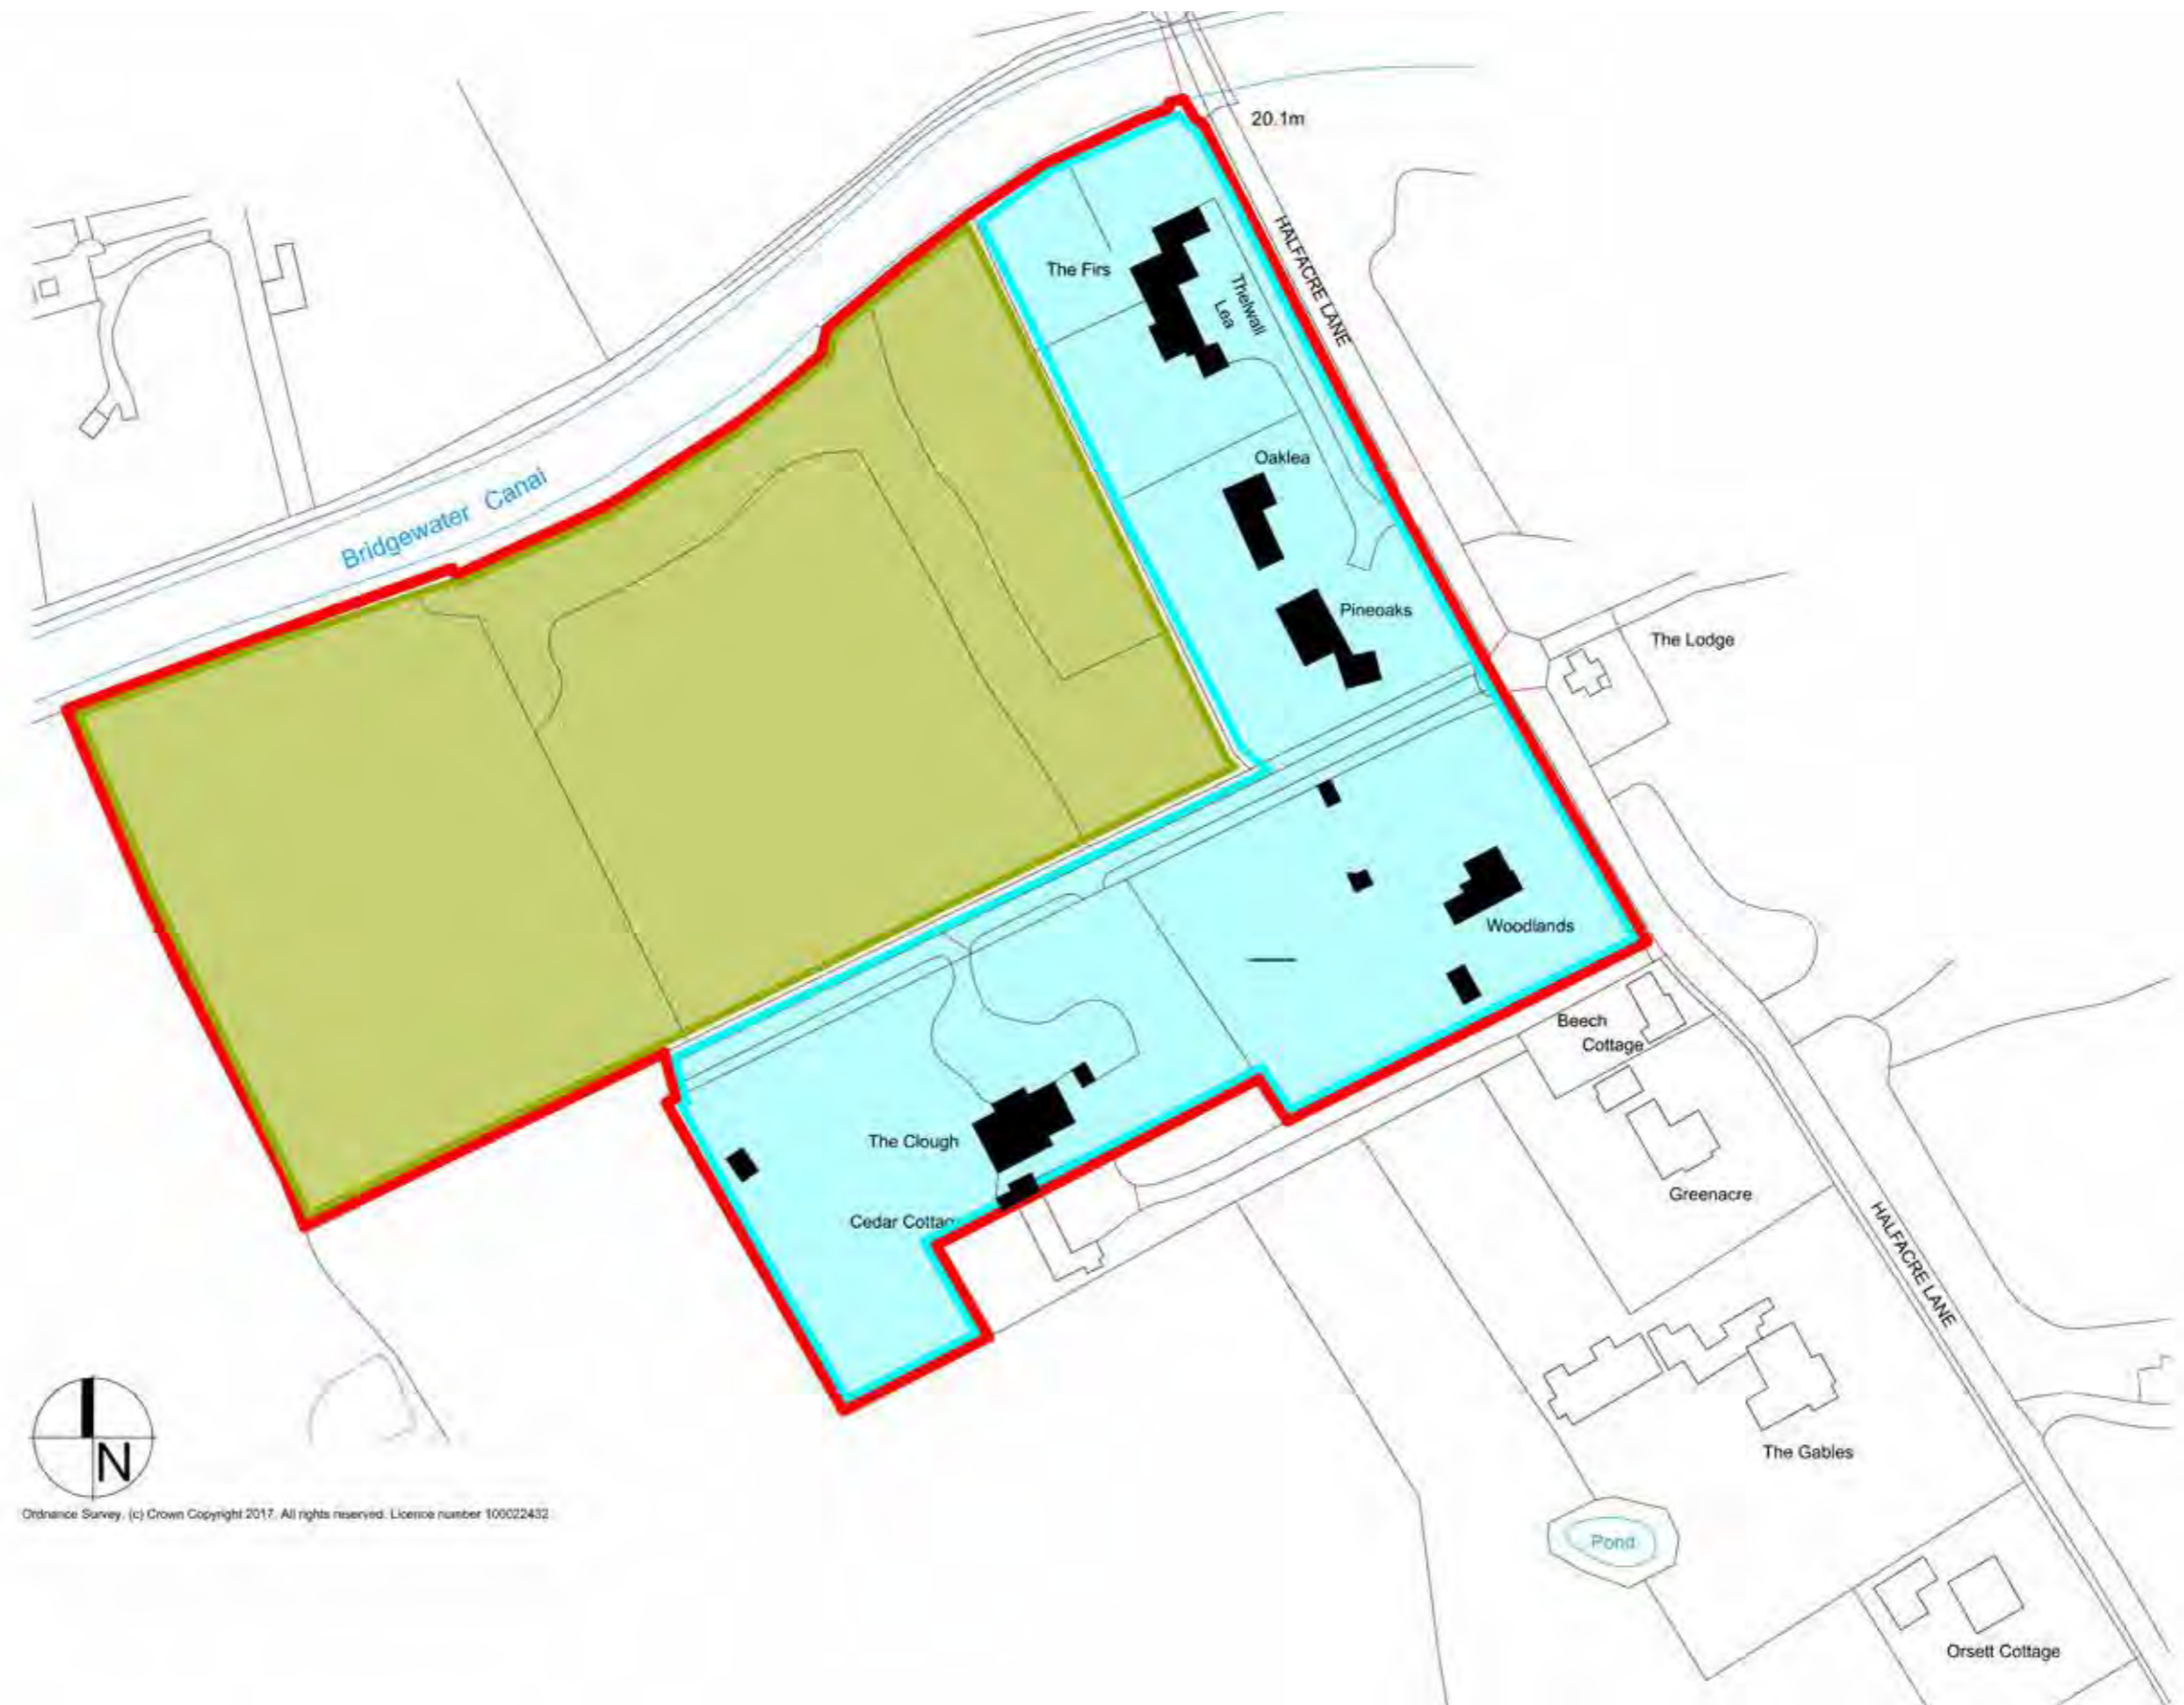 20.1m
HALFACRE LANE
The Firs
Thelwall
Lea
Oaklea
Bridgewater Canal
Pineoaks
The Lodge
Woodlands
Beech
Cottage
The Clough
Greenacre
Cedar Cottag
HALFACRE LANE
N
The Gables
Ordnance Survey. (c) Crown Copyright 2017. All rights reserved. Licence number 100022432
Pond
Orsett Cottage